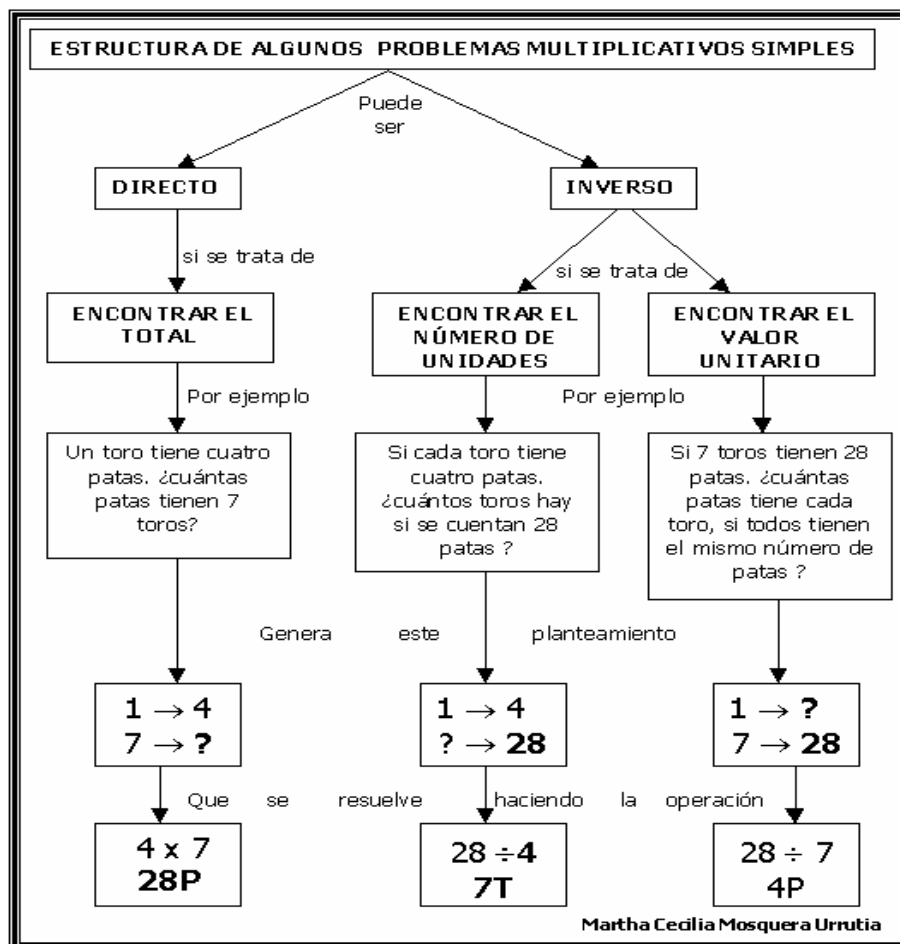 ESTRUCTURA DE ALGUNOS PROBLEMAS MULTIPLICATIVOS SIMPLES
Puede
ser
DIRECTO
INVERSO
si se trata de
si se trata de
ENCONTRAR EL
TOTAL
ENCONTRAR EL
NÚMERO DE
UNIDADES
ENCONTRAR EL
VALOR
UNITARIO
Por ejemplo
Por ejemplo
Un toro tiene cuatro
patas. ¿cuántas
patas tienen 7
toros?
Si cada toro tiene
cuatro patas.
¿cuántos toros hay
si se cuentan 28
patas ?
Si 7 toros tienen 28
patas. ¿cuántas
patas tiene cada
toro, si todos tienen
el mismo número de
patas ?
Genera este planteamiento
1 → 4
7 → ?
1 → 4
? → 28
1 → ?
7 → 28
Que se resuelve haciendo la operación
4 x 7
28P
28 ÷4
7T
28 ÷ 7
4P
Martha Cecilia Mosquera Urrutia